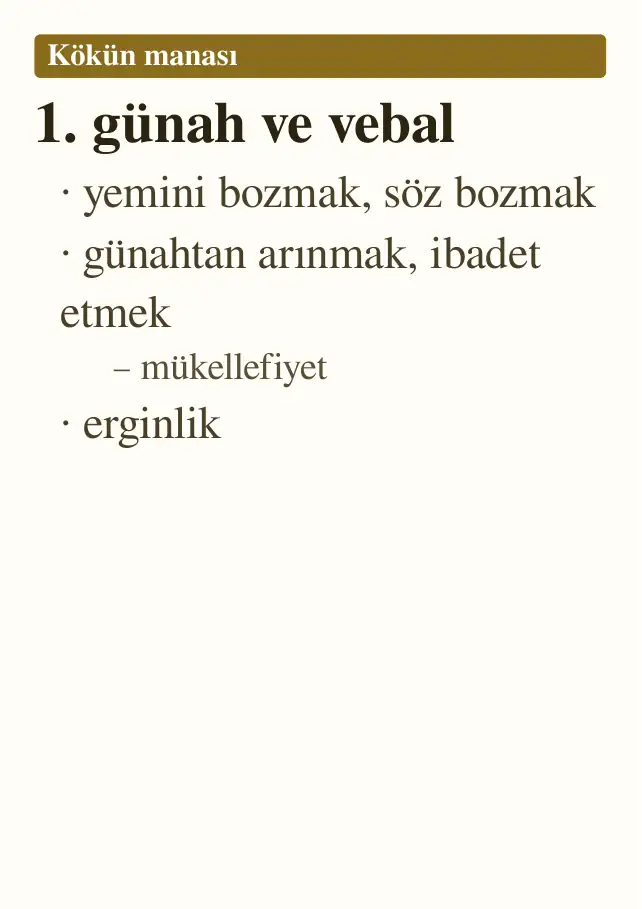 Kökün manası
1. günah ve vebal
· yemini bozmak, söz bozmak
· günahtan arınmak, ibadet
etmek
– mükellefiyet
· erginlik